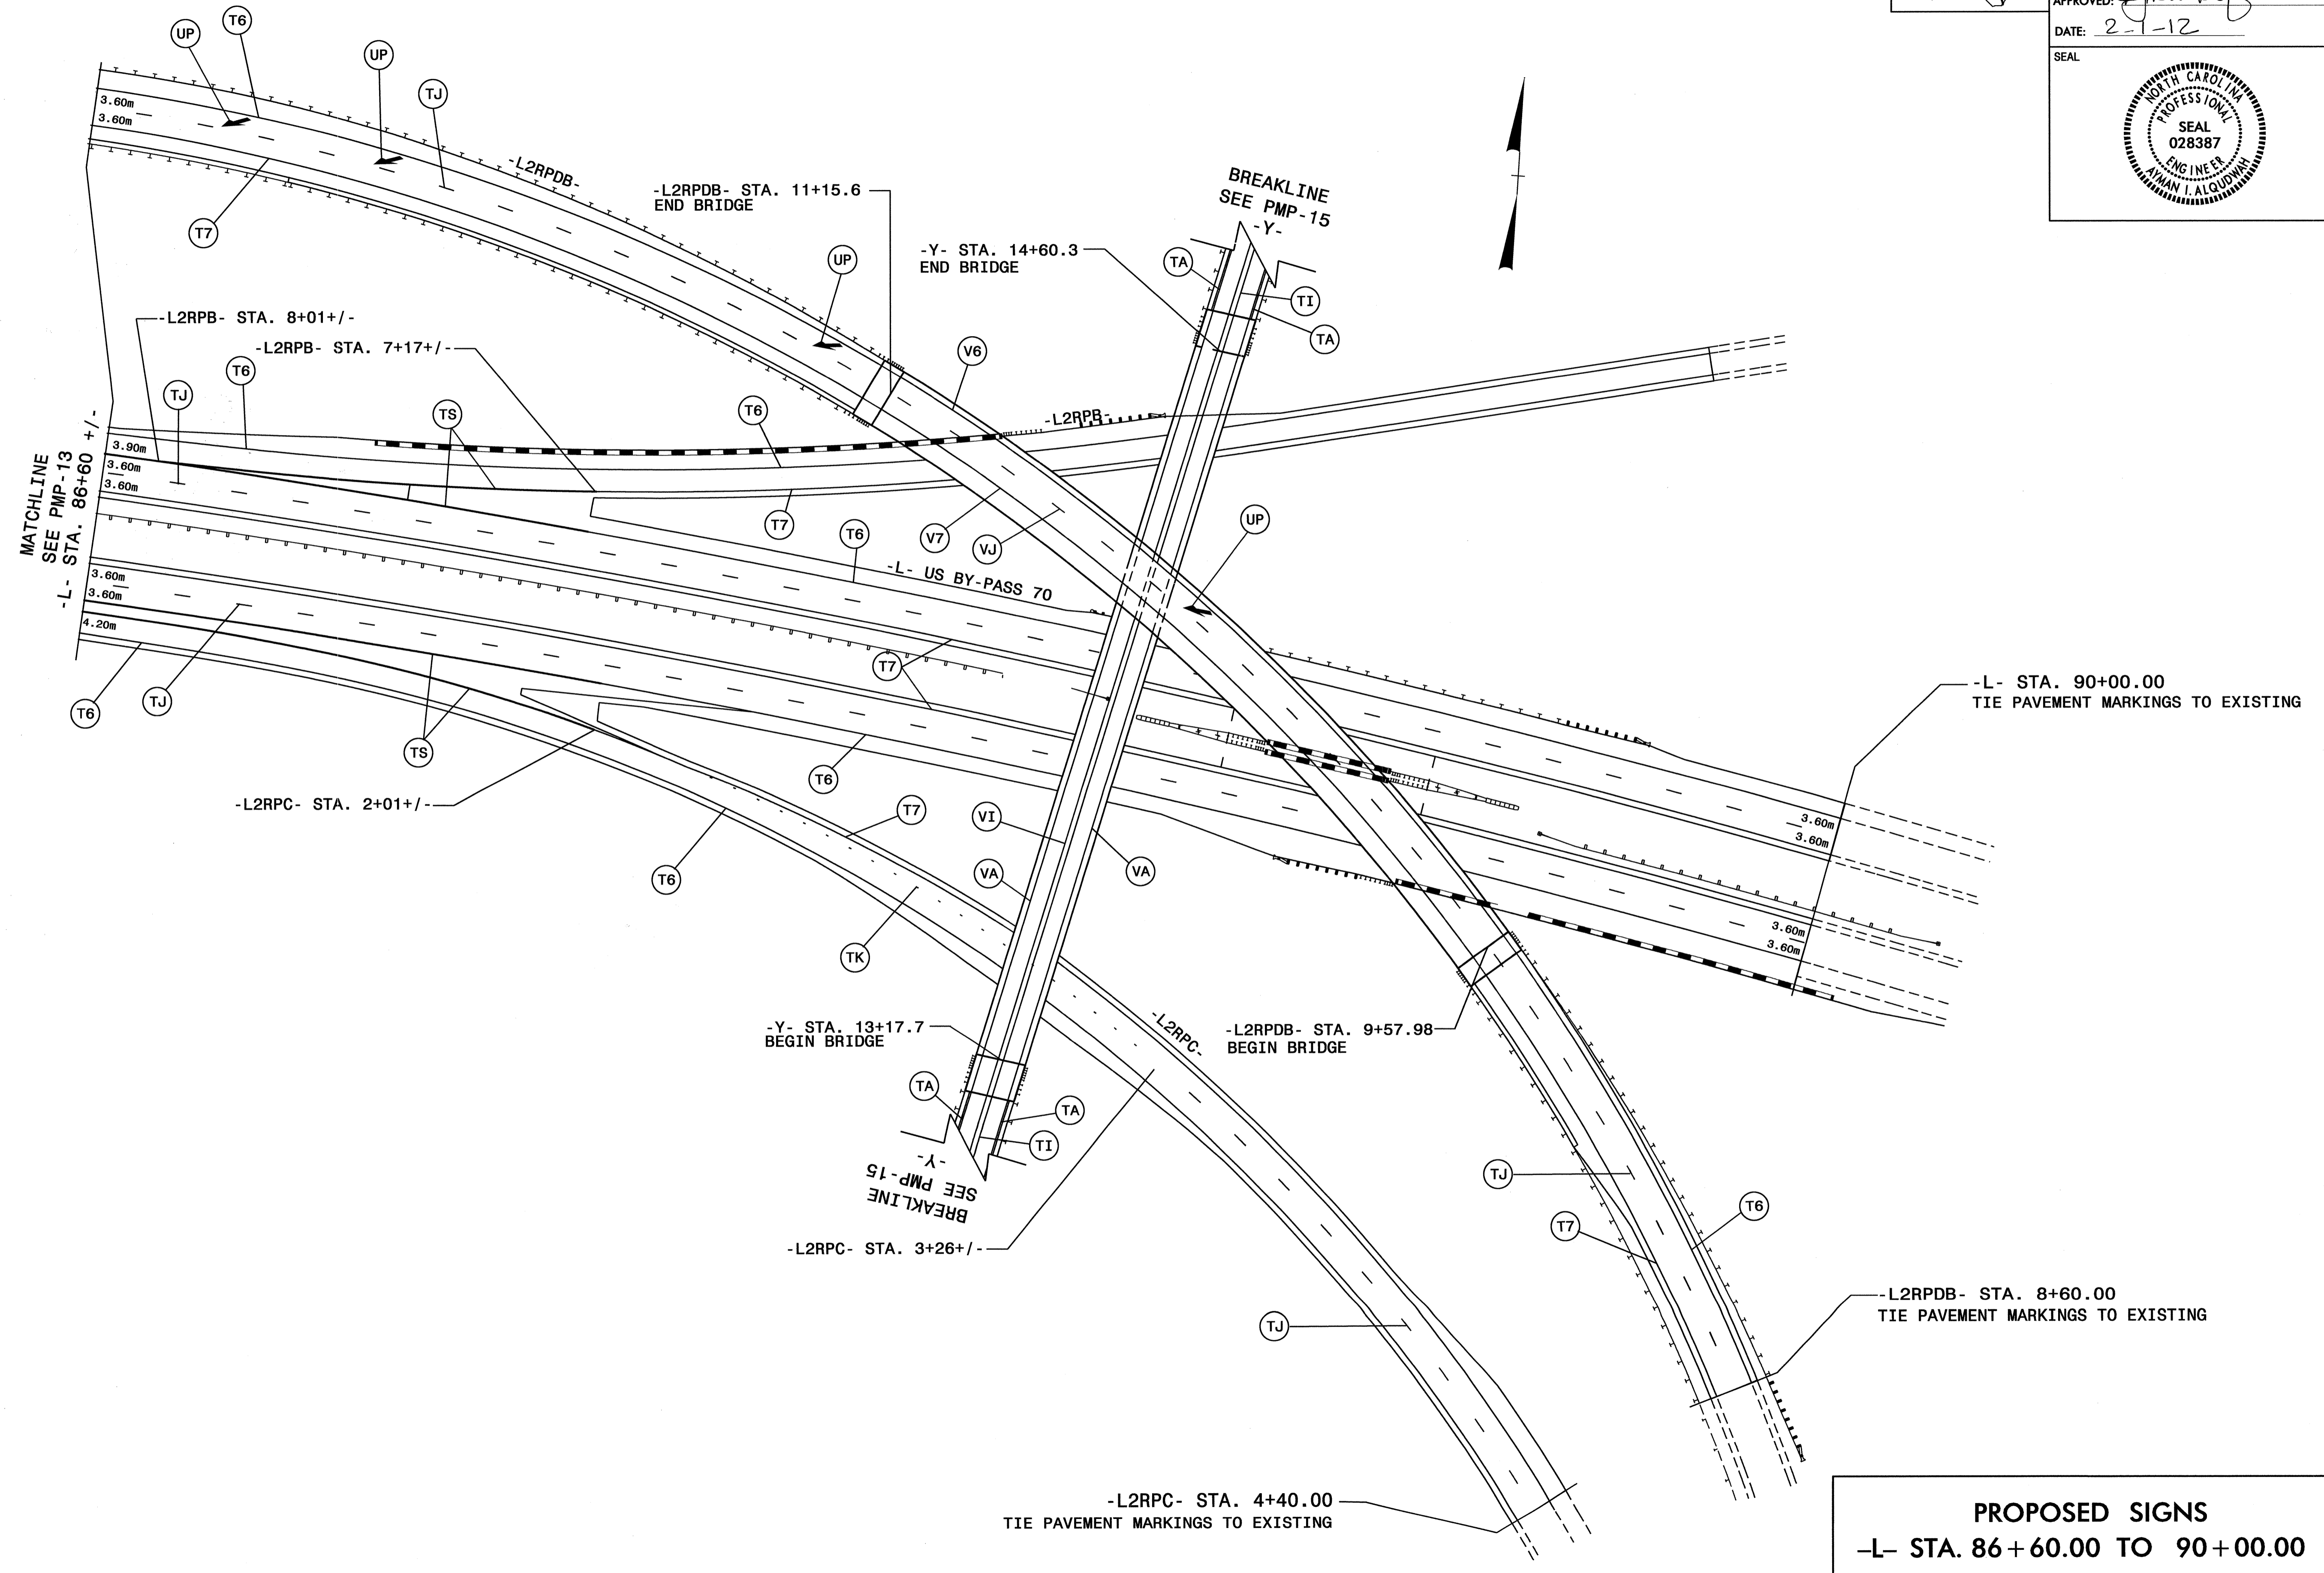 APPROVED:
DATE: 2-1-12
SEAL
NORTH CAROLINA
PROFESSIONAL
SEAL
028387
ENGINEER
AYMAN I. ALQUDWAH
UP
T6
UP
TJ
3.60m
3.60m
-L2RPDB-
T7
-L2RPDB- STA. 11+15.6
END BRIDGE
BREAKLINE
SEE PMP-15
-Y-
-Y- STA. 14+60.3
END BRIDGE
UP
TA
TI
TA
-L2RPB- STA. 8+01+/-
-L2RPB- STA. 7+17+/-
T6
TJ
TS
T6
V6
-L2RPB-
MATCHLINE
SEE PMP-13
-L- STA. 86+60 +/-
3.90m
3.60m
3.60m
T7
T6
V7
VJ
UP
-L- US BY-PASS 70
3.60m
3.60m
4.20m
T7
T6
TJ
TS
T6
-L- STA. 90+00.00
TIE PAVEMENT MARKINGS TO EXISTING
-L2RPC- STA. 2+01+/-
T7
VI
3.60m
3.60m
T6
VA
VA
3.60m
3.60m
TK
-Y- STA. 13+17.7
BEGIN BRIDGE
-L2RPC-
-L2RPDB- STA. 9+57.98
BEGIN BRIDGE
TA
TA
TI
-Y-
SEE PMP-15
BREAKLINE
TJ
T7
T6
-L2RPC- STA. 3+26+/-
-L2RPDB- STA. 8+60.00
TIE PAVEMENT MARKINGS TO EXISTING
TJ
-L2RPC- STA. 4+40.00
TIE PAVEMENT MARKINGS TO EXISTING
PROPOSED SIGNS
-L- STA. 86+60.00 TO 90+00.00